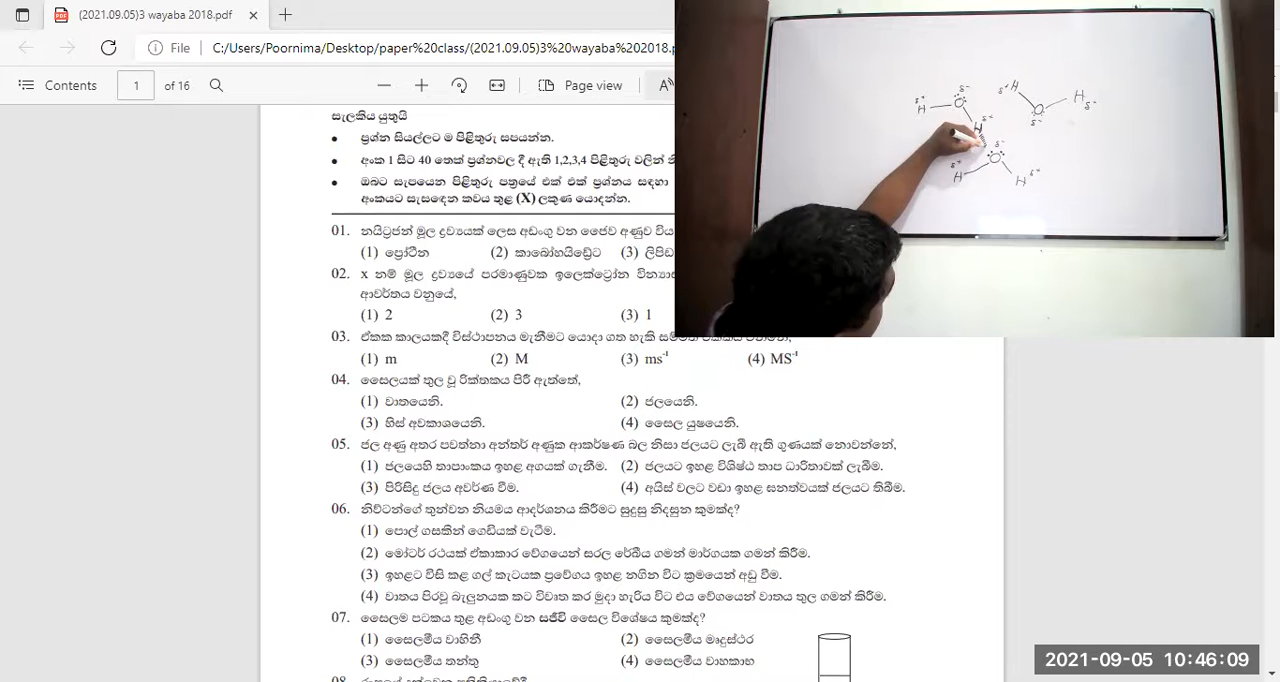 (2021.09.05)3 wayaba 2018.pdf
File C:/Users/Poornima/Desktop/paper%20class/(2021.09.05)3%20wayaba%202018.p
Contents 1 of 16 Page view A
සැලකිය යුතුයි
• ප්‍රශ්න සියල්ලට ම පිළිතුරු සපයන්න.
• අංක 1 සිට 40 තෙක් ප්‍රශ්නවල දී ඇති 1,2,3,4 පිළිතුරු වලින්
• ඔබට සැපයෙන පිළිතුරු පත්‍රයේ එක් එක් ප්‍රශ්නය සඳහා
අංකයට සැසඳෙන කවය තුළ (X) ලකුණ යොදන්න.
01. නයිට්‍රජන් මූල ද්‍රව්‍යයක් ලෙස අඩංගු වන ජෛව අණුව
(1) ප්‍රෝටීන (2) කාබෝහයිඩ්‍රේට (3) ලිපිඩ
02. x නම් මූල ද්‍රව්‍යයේ පරමාණුවක ඉලෙක්ට්‍රෝන
ආවර්තය වනුයේ,
(1) 2 (2) 3 (3) 1
03. ඒකක කාලයකදී විස්ථාපනය මැනීමට යොදා ගත හැකි
(1) m (2) M (3) ms⁻¹ (4) MS⁻¹
04. සෛලයක් තුල වූ රික්තකය පිරී ඇත්තේ,
(1) වාතයෙනි. (2) ජලයෙනි.
(3) හිස් අවකාශයෙනි. (4) සෛල යුෂයෙනි.
05. ජල අණු අතර පවත්නා අන්තර් අණුක ආකර්ෂණ බල නිසා ජලයට ලැබී ඇති ගුණයක් නොවන්නේ,
(1) ජලයෙහි තාපාංකය ඉහළ අගයක් ගැනීම. (2) ජලයට ඉහළ විශිෂ්ඨ තාප ධාරිතාවක් ලැබීම.
(3) පිරිසිදු ජලය අවර්ණ වීම. (4) අයිස් වලට වඩා ඉහළ ඝනත්වයක් ජලයට තිබීම.
06. නිව්ටන්ගේ තුන්වන නියමය ආදර්ශනය කිරීමට සුදුසු නිදසුන කුමක්ද?
(1) පොල් ගසකින් ගෙඩියක් වැටීම.
(2) මෝටර් රථයක් ඒකාකාර වේගයෙන් සරල රේඛීය ගමන් මාර්ගයක ගමන් කිරීම.
(3) ඉහළට විසි කළ ගල් කැටයක ප්‍රවේගය ඉහළ නගින විට ක්‍රමයෙන් අඩු වීම.
(4) වාතය පිරවූ බැලුනයක කට විවෘත කර මුදා හැරිය විට එය වේගයෙන් වාතය තුල ගමන් කිරීම.
07. සෛලම පටකය තුළ අඩංගු වන සජීවි සෛල විශේෂය කුමක්ද?
(1) සෛලමීය වාහිනී (2) සෛලමීය මෘදුස්ථර
(3) සෛලමීය තන්තු (4) සෛලමීය වාහකාභ
08.
H O H δ+ δ-
δ+ H O δ- H δ-
δ+ H O δ- H δ+
2021-09-05 10:46:09